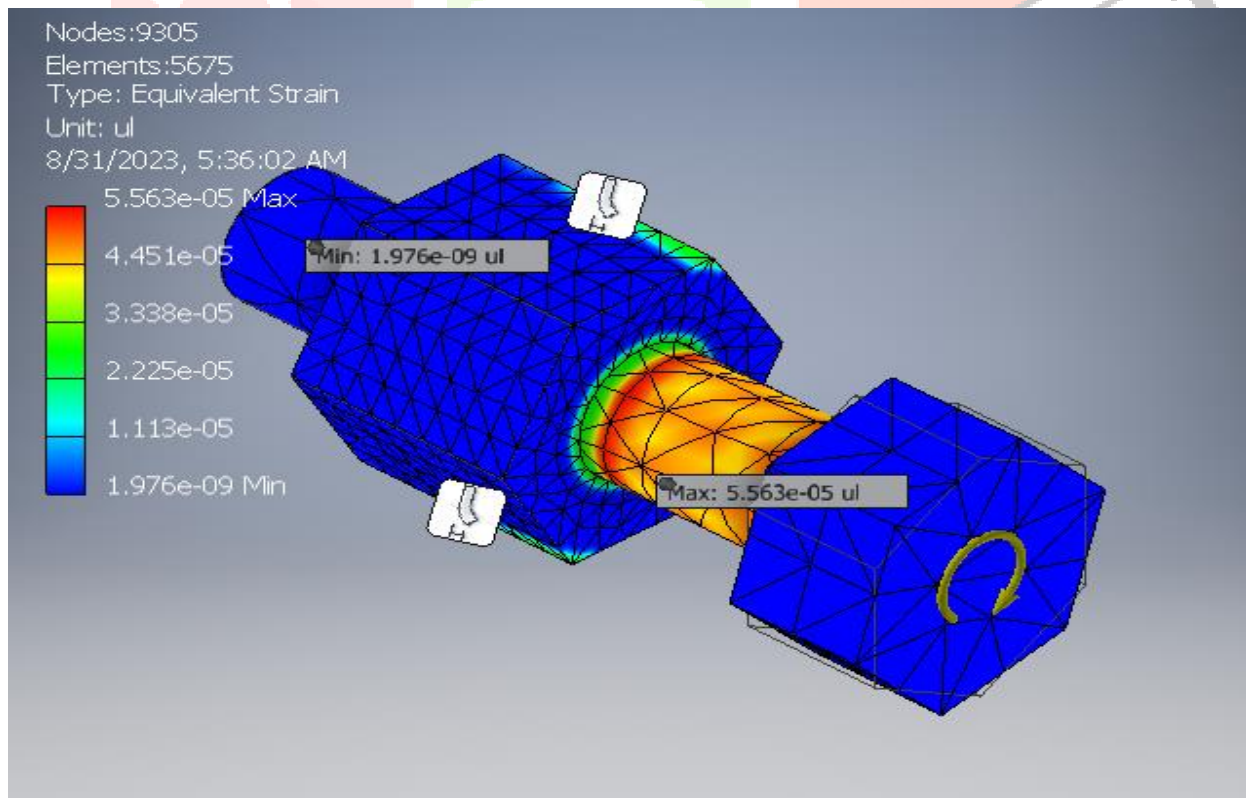 Nodes:9305
Elements:5675
Type: Equivalent Strain
Unit: ul
8/31/2023, 5:36:02 AM
5.563e-05 Max
4.451e-05
Min: 1.976e-09 ul
3.338e-05
2.225e-05
1.113e-05
1.976e-09 Min
Max: 5.563e-05 ul